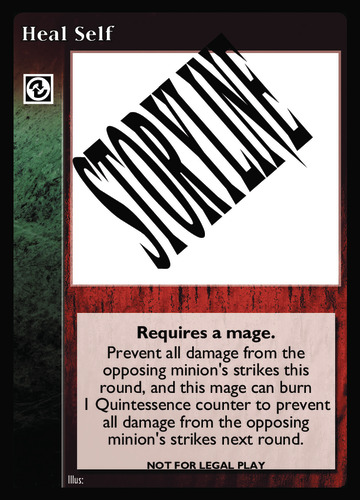 Heal Self
STORYLINE
Requires a mage.
Prevent all damage from the
opposing minion's strikes this
round, and this mage can burn
1 Quintessence counter to prevent
all damage from the opposing
minion's strikes next round.
NOT FOR LEGAL PLAY
Illus: